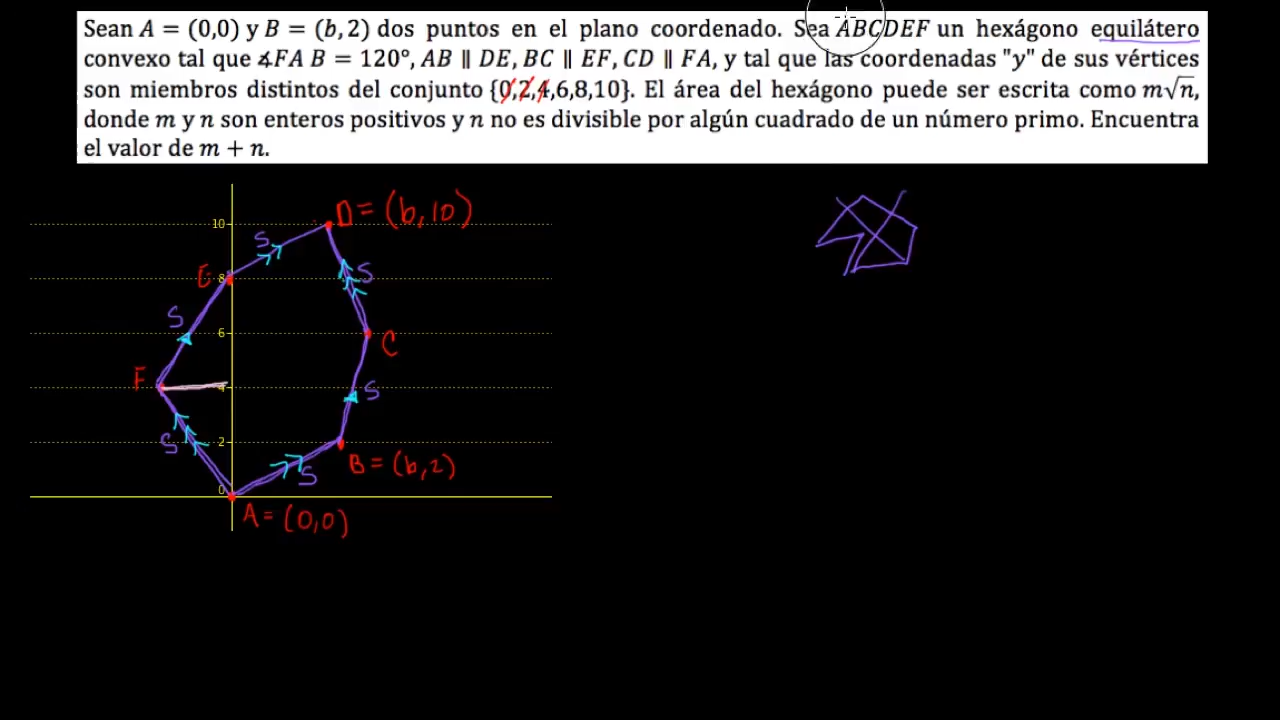 Sean A = (0,0) y B = (b, 2) dos puntos en el plano coordenado. Sea ABCDEF un hexágono equilátero
convexo tal que ∡FA B = 120°, AB ∥ DE, BC ∥ EF, CD ∥ FA, y tal que las coordenadas "y" de sus vértices
son miembros distintos del conjunto {0,2,4,6,8,10}. El área del hexágono puede ser escrita como m√n,
donde m y n son enteros positivos y n no es divisible por algún cuadrado de un número primo. Encuentra
el valor de m + n.
D = (b, 10)
10
S
E
8
S
S
6
C
F
4
S
2
S
B = (b, 2)
S
0
A = (0,0)